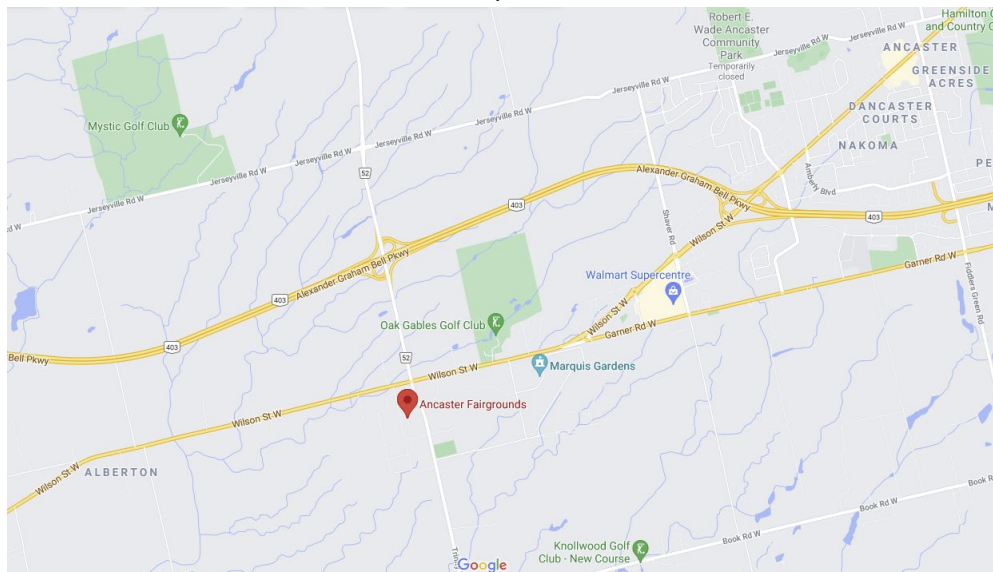 Hamilton G
and Country C
Robert E.
Wade Ancaster
Community
Park
Temporarily
closed
Jerseyville Rd W
ANCASTER
GREENSIDE
ACRES
Jerseyville Rd W
DANCASTER
COURTS
Mystic Golf Club
Jerseyville Rd W
NAKOMA
Jerseyville Rd W
PE
52
Alexander Graham Bell Pkwy
Amberly Blvd
Jerseyville Rd W
403
403
Shaver Rd
Wilson St W
Garner Rd W
Walmart Supercentre
Fiddlers Green Rd
Alexander Graham Bell Pkwy
403
Oak Gables Golf Club
Wilson St W
Garner Rd W
403
Bell Pkwy
52
Wilson St W
Marquis Gardens
Ancaster Fairgrounds
Wilson St W
ALBERTON
Wilson St W
Book R
Book Rd W
Book Rd W
Knollwood Golf
Club - New Course
Google